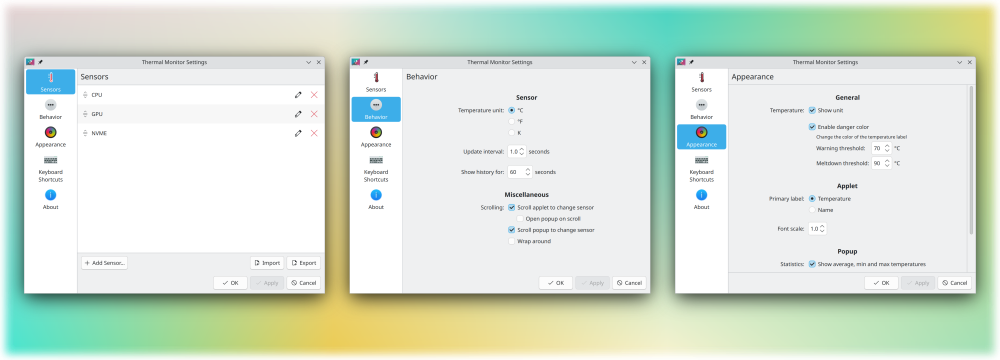 Thermal Monitor Settings
Sensors
Behavior
Appearance
Keyboard
Shortcuts
About
Sensors
CPU
GPU
NVME
+ Add Sensor...
Import
Export
OK
Apply
Cancel
Thermal Monitor Settings
Sensors
Behavior
Appearance
Keyboard
Shortcuts
About
Behavior
Sensor
Temperature unit: °C
°F
K
Update interval: 1.0 seconds
Show history for: 60 seconds
Miscellaneous
Scrolling: Scroll applet to change sensor
Open popup on scroll
Scroll popup to change sensor
Wrap around
OK
Apply
Cancel
Thermal Monitor Settings
Sensors
Behavior
Appearance
Keyboard
Shortcuts
About
Appearance
General
Temperature: Show unit
Enable danger color
Change the color of the temperature label
Warning threshold: 70 °C
Meltdown threshold: 90 °C
Applet
Primary label: Temperature
Name
Font scale: 1.0
Popup
Statistics: Show average, min and max temperatures
OK
Apply
Cancel